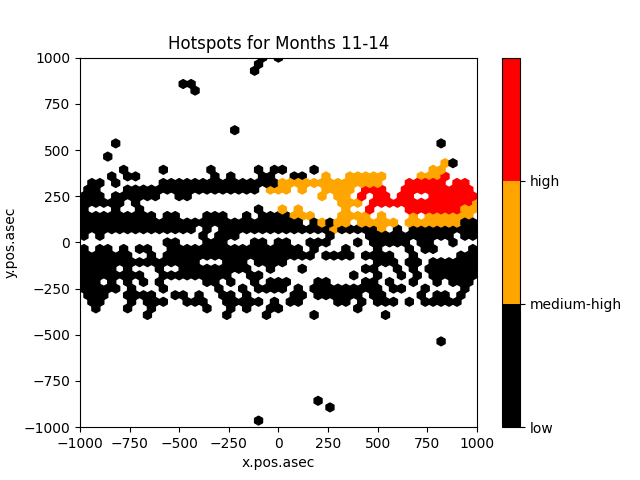 Hotspots for Months 11-14
1000
750
500
250
0
−250
−500
−750
−1000
y.pos.asec
−1000 −750 −500 −250 0 250 500 750 1000
x.pos.asec
high
medium-high
low